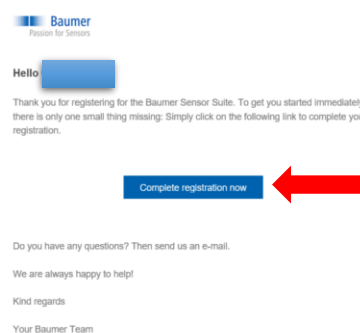 Baumer
Passion for Sensors
Hello
Thank you for registering for the Baumer Sensor Suite. To get you started immediately
there is only one small thing missing: Simply click on the following link to complete you
registration.
Complete registration now
Do you have any questions? Then send us an e-mail.
We are always happy to help!
Kind regards
Your Baumer Team